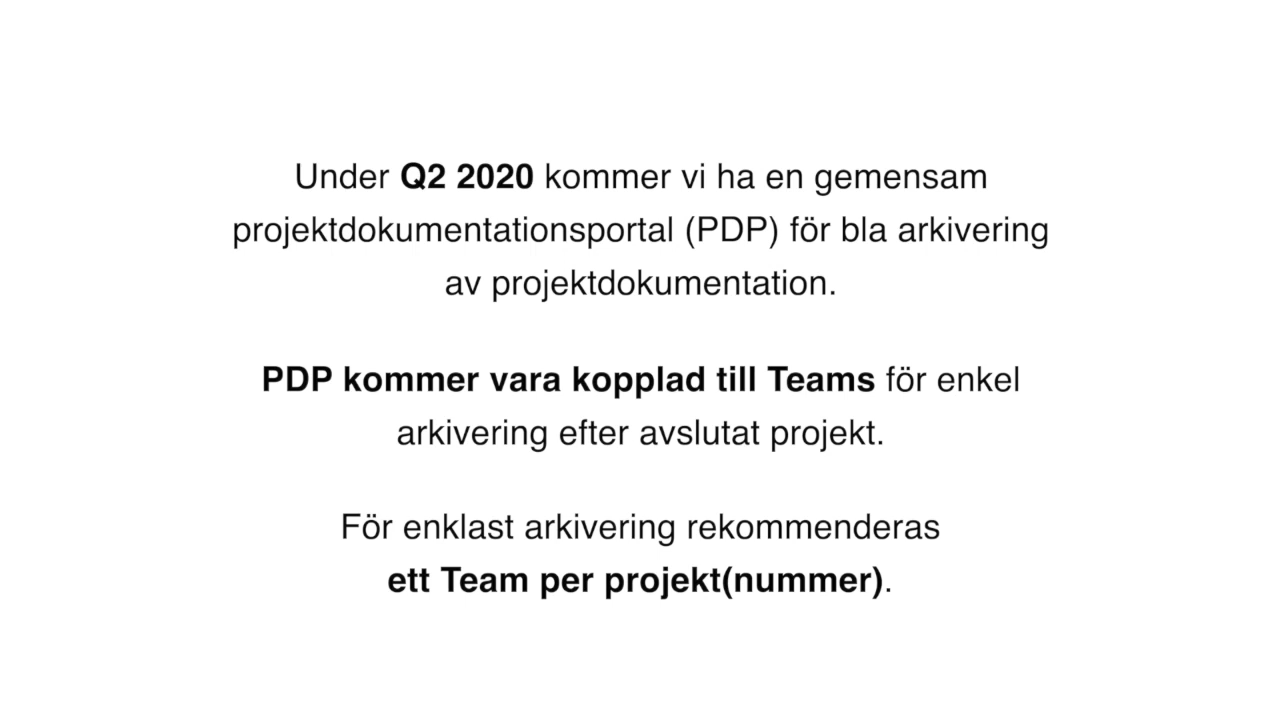 Under Q2 2020 kommer vi ha en gemensam
projektdokumentationsportal (PDP) för bla arkivering
av projektdokumentation.
PDP kommer vara kopplad till Teams för enkel
arkivering efter avslutat projekt.
För enklast arkivering rekommenderas
ett Team per projekt(nummer).